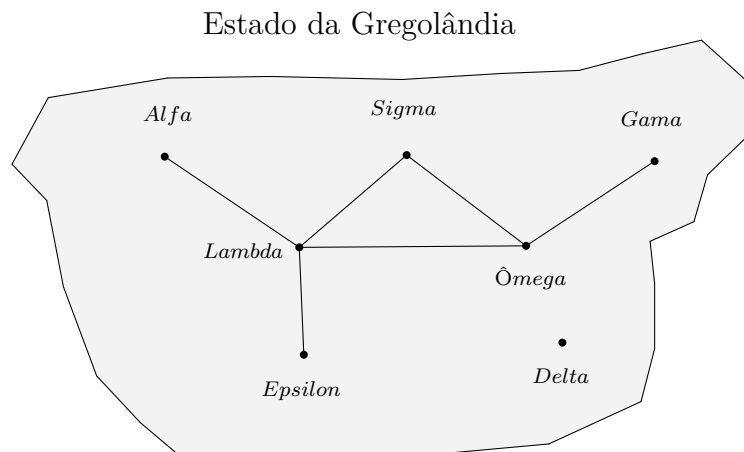 Estado da Gregolândia
Alfa
Sigma
Gama
Lambda
Ômega
Epsilon
Delta